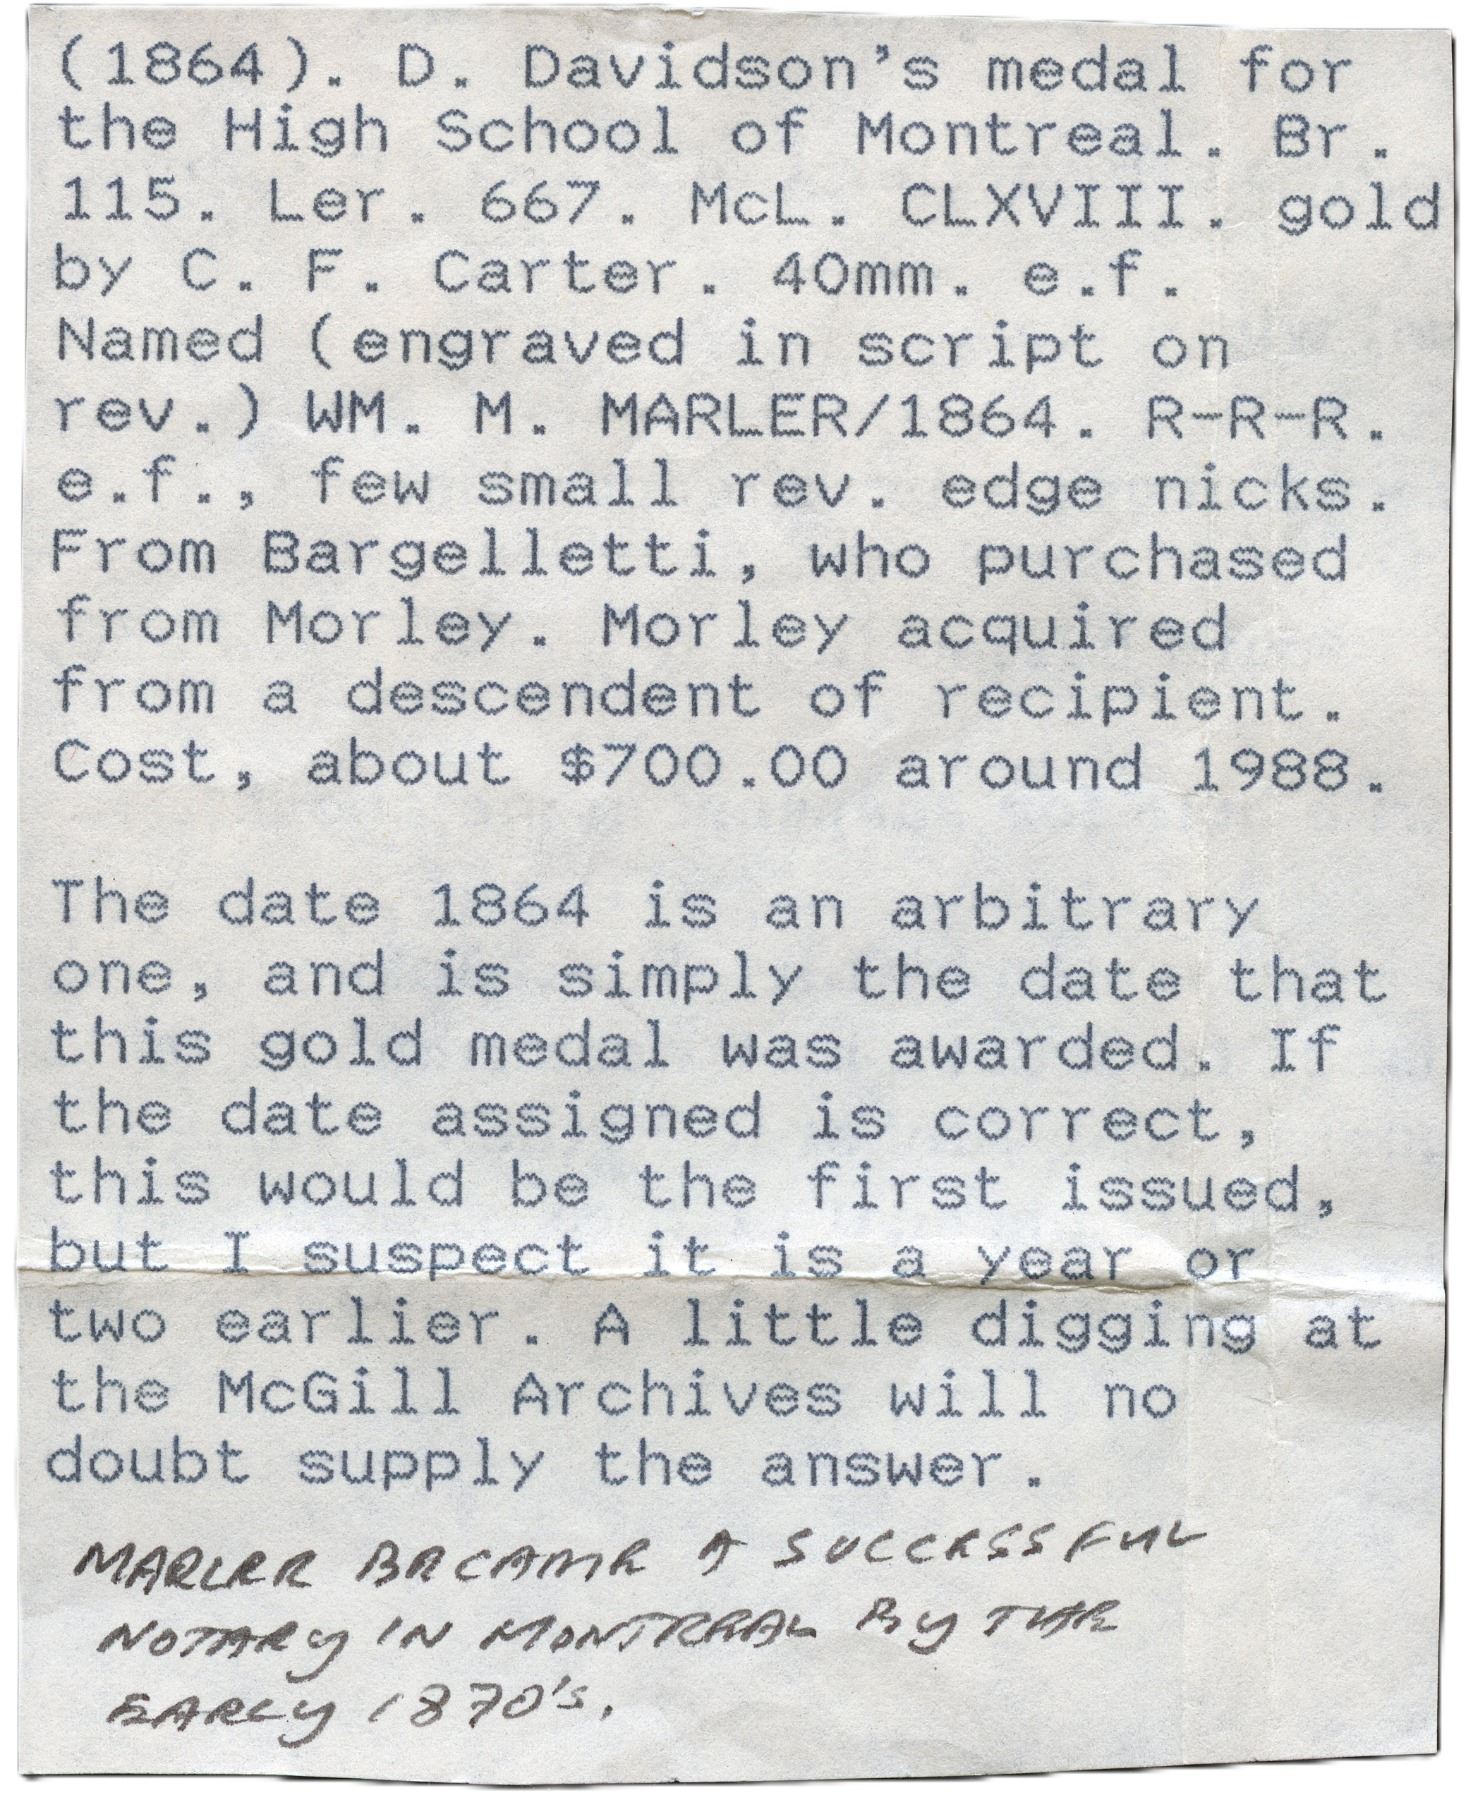 (1864). D. Davidson's medal for
the High School of Montreal. Br.
115. Ler. 667. McL. CLXVIII. gold
by C. F. Carter. 40mm. e.f.
Named (engraved in script on
rev.) WM. M. MARLER/1864. R-R-R.
e.f., few small rev. edge nicks.
From Bargelletti, who purchased
from Morley. Morley acquired
from a descendent of recipient.
Cost, about $700.00 around 1988.

The date 1864 is an arbitrary
one, and is simply the date that
this gold medal was awarded. If
the date assigned is correct,
this would be the first issued,
but I suspect it is a year or
two earlier. A little digging at
the McGill Archives will no
doubt supply the answer.
MARLER BECAME A SUCCESSFUL
NOTARY IN MONTREAL BY THE
EARLY 1870's.